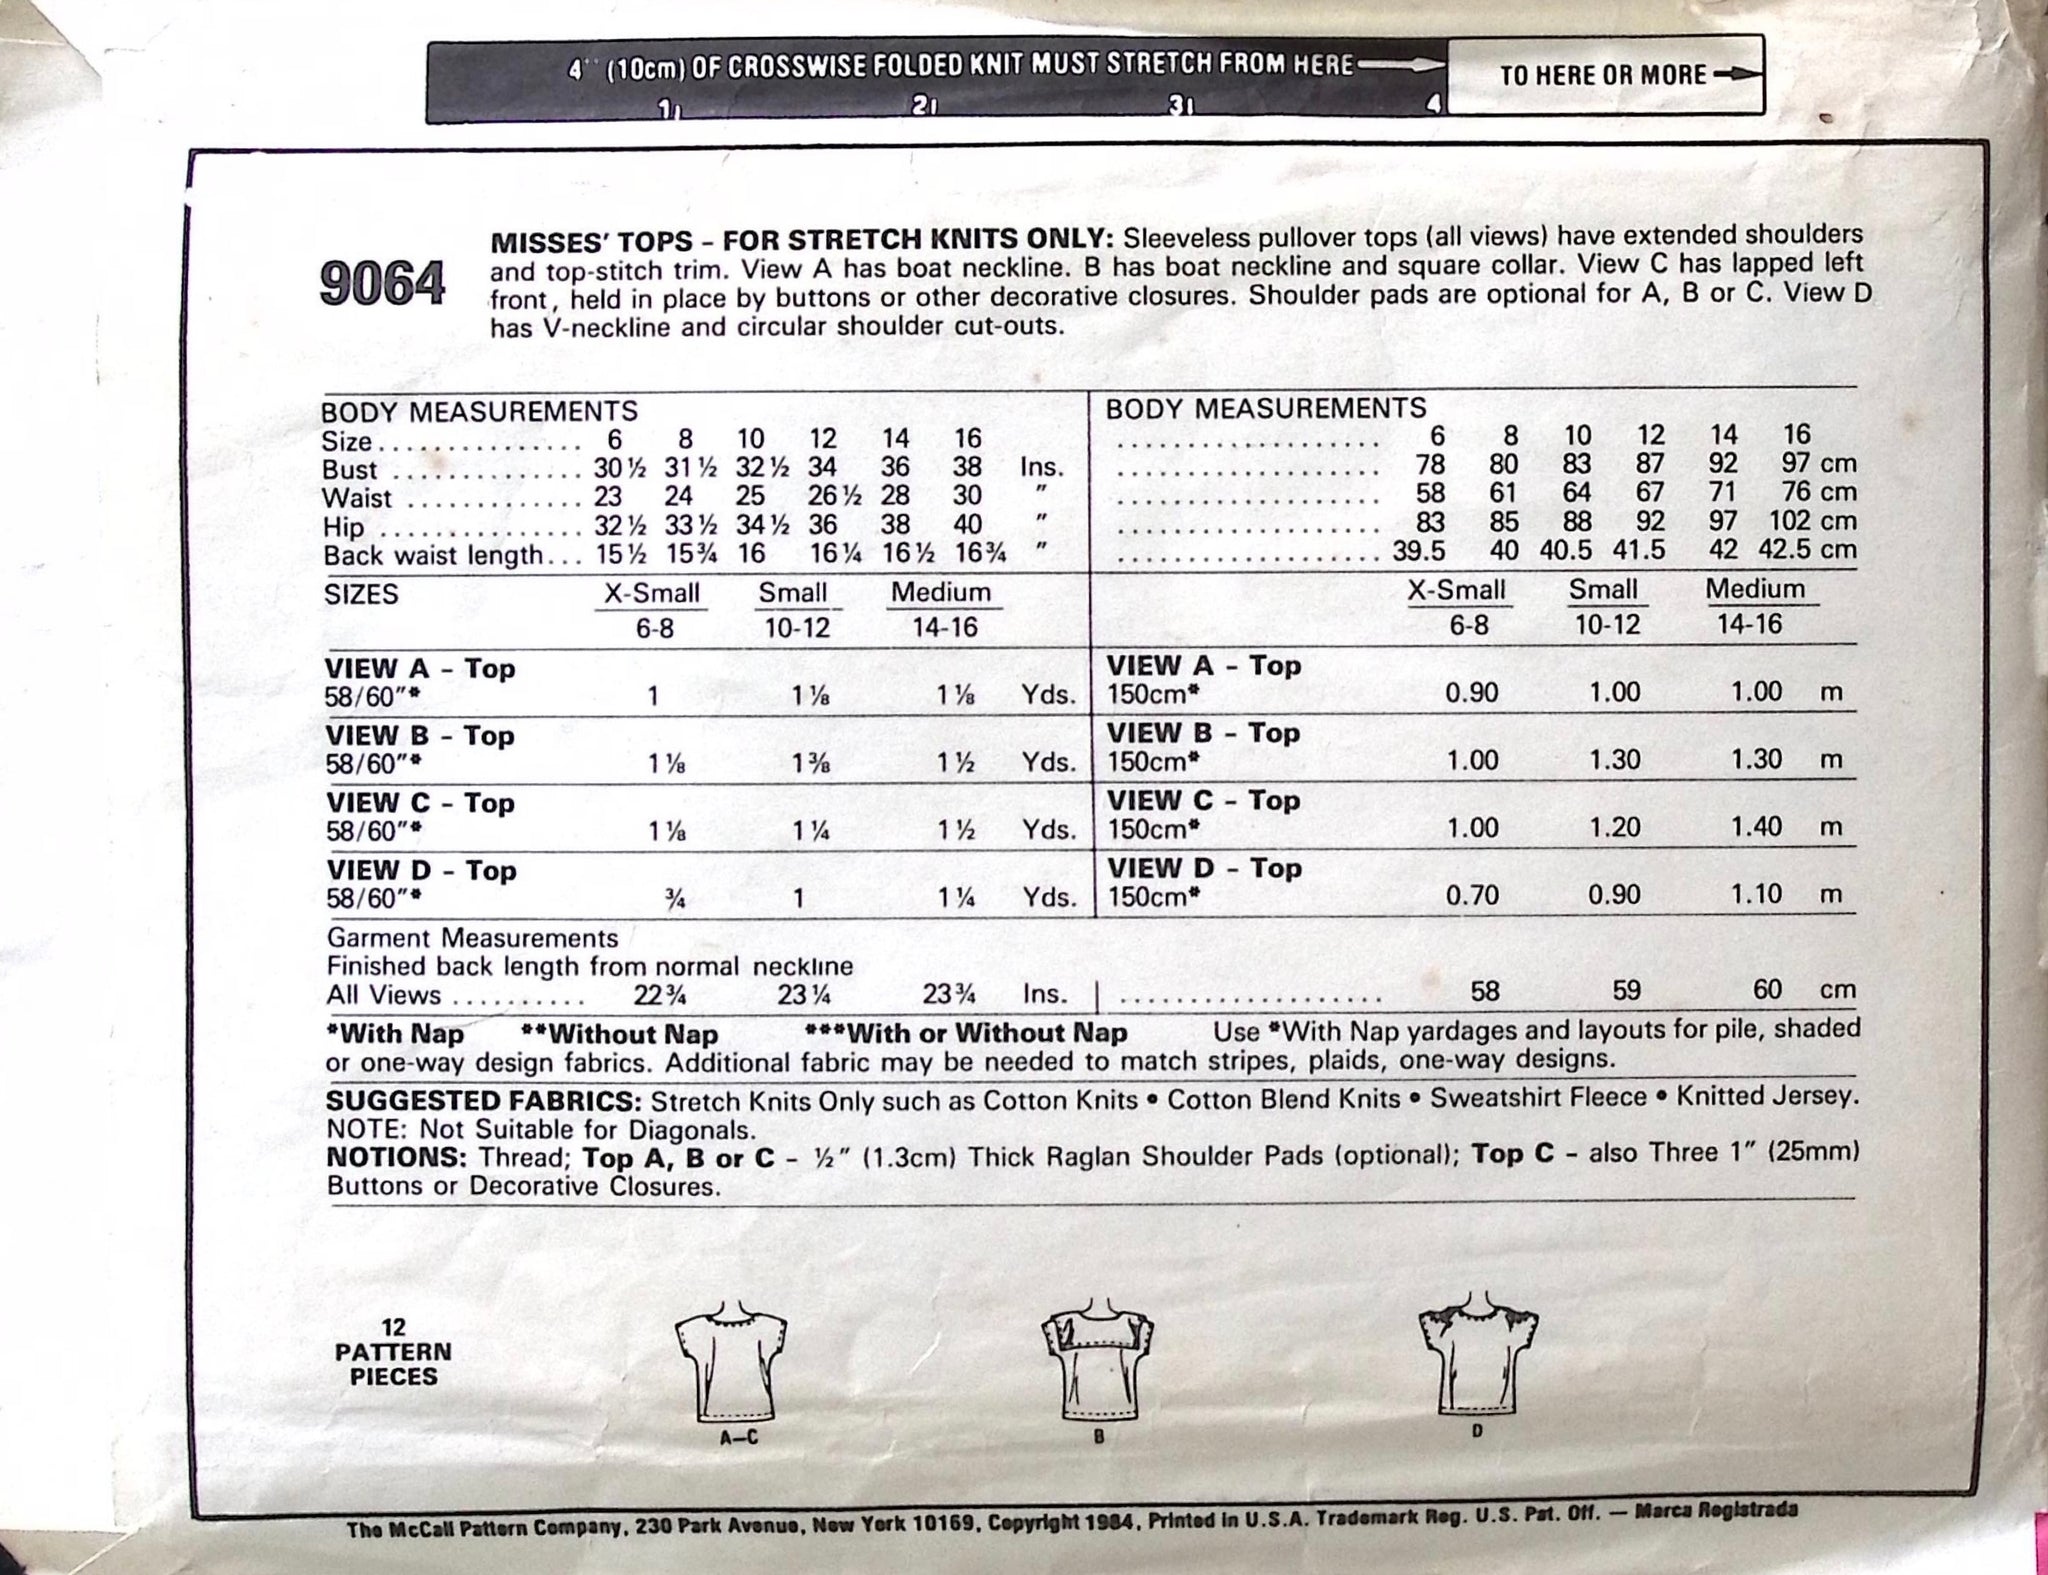 4" (10cm) OF CROSSWISE FOLDED KNIT MUST STRETCH FROM HERE
TO HERE OR MORE
1 2 3 4
9064
MISSES' TOPS - FOR STRETCH KNITS ONLY: Sleeveless pullover tops (all views) have extended shoulders
and top-stitch trim. View A has boat neckline. B has boat neckline and square collar. View C has lapped left
front, held in place by buttons or other decorative closures. Shoulder pads are optional for A, B or C. View D
has V-neckline and circular shoulder cut-outs.
BODY MEASUREMENTS
Size................ 6 8 10 12 14 16
Bust .............. 30½ 31½ 32½ 34 36 38 Ins.
Waist ............. 23 24 25 26½ 28 30 "
Hip ............... 32½ 33½ 34½ 36 38 40 "
Back waist length... 15½ 15¾ 16 16¼ 16½ 16¾ "
SIZES X-Small Small Medium
6-8 10-12 14-16
VIEW A - Top
58/60"* 1 1⅛ 1⅛ Yds.
VIEW B - Top
58/60"* 1⅛ 1⅜ 1½ Yds.
VIEW C - Top
58/60"* 1⅛ 1¼ 1½ Yds.
VIEW D - Top
58/60"* ¾ 1 1¼ Yds.
BODY MEASUREMENTS
.................... 6 8 10 12 14 16
.................... 78 80 83 87 92 97 cm
.................... 58 61 64 67 71 76 cm
.................... 83 85 88 92 97 102 cm
.................... 39.5 40 40.5 41.5 42 42.5 cm
X-Small Small Medium
6-8 10-12 14-16
VIEW A - Top
150cm* 0.90 1.00 1.00 m
VIEW B - Top
150cm* 1.00 1.30 1.30 m
VIEW C - Top
150cm* 1.00 1.20 1.40 m
VIEW D - Top
150cm* 0.70 0.90 1.10 m
Garment Measurements
Finished back length from normal neckline
All Views .......... 22¾ 23¼ 23¾ Ins. .................... 58 59 60 cm
*With Nap **Without Nap ***With or Without Nap Use *With Nap yardages and layouts for pile, shaded
or one-way design fabrics. Additional fabric may be needed to match stripes, plaids, one-way designs.
SUGGESTED FABRICS: Stretch Knits Only such as Cotton Knits • Cotton Blend Knits • Sweatshirt Fleece • Knitted Jersey.
NOTE: Not Suitable for Diagonals.
NOTIONS: Thread; Top A, B or C - ½" (1.3cm) Thick Raglan Shoulder Pads (optional); Top C - also Three 1" (25mm)
Buttons or Decorative Closures.
12
PATTERN
PIECES
A–C
B
D
The McCall Pattern Company, 230 Park Avenue, New York 10169, Copyright 1984, Printed in U.S.A. Trademark Reg. U.S. Pat. Off. — Marca Registrada